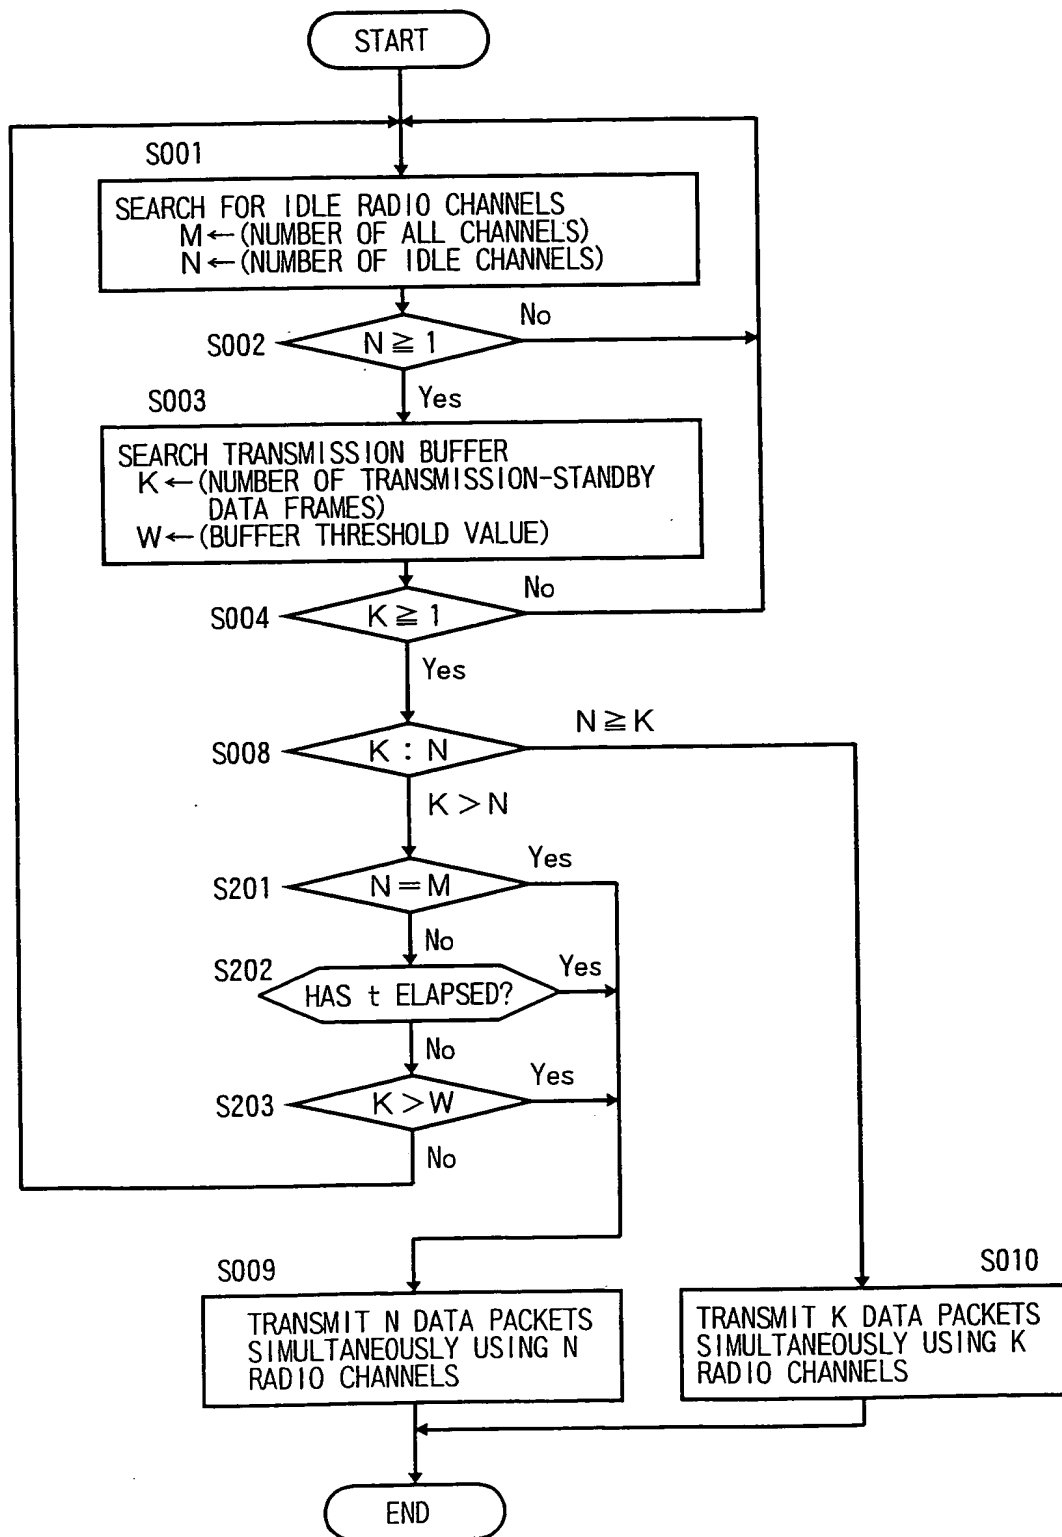 START
S001
SEARCH FOR IDLE RADIO CHANNELS
M←(NUMBER OF ALL CHANNELS)
N←(NUMBER OF IDLE CHANNELS)
No
S002
N≧1
Yes
S003
SEARCH TRANSMISSION BUFFER
K←(NUMBER OF TRANSMISSION-STANDBY
DATA FRAMES)
W←(BUFFER THRESHOLD VALUE)
No
S004
K≧1
Yes
N≧K
S008
K : N
K>N
Yes
S201
N=M
No
S202
Yes
HAS t ELAPSED?
No
Yes
S203
K>W
No
S009
TRANSMIT N DATA PACKETS
SIMULTANEOUSLY USING N
RADIO CHANNELS
S010
TRANSMIT K DATA PACKETS
SIMULTANEOUSLY USING K
RADIO CHANNELS
END